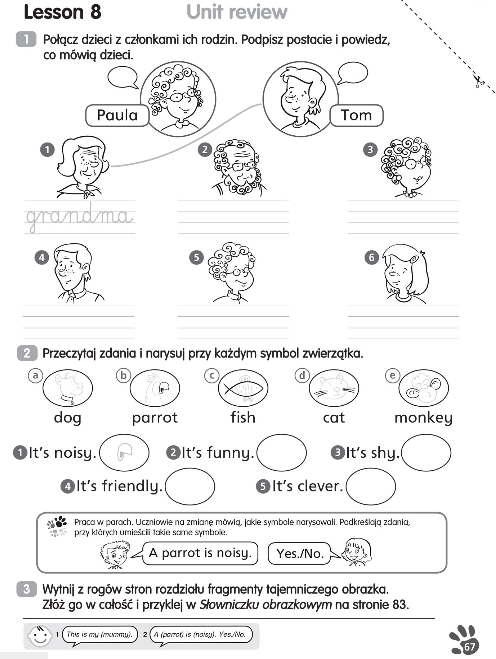 Lesson 8 Unit review
1 Połącz dzieci z członkami ich rodzin. Podpisz postacie i powiedz,
co mówią dzieci.
Paula Tom
1 2 3
grandma
4 5 6
2 Przeczytaj zdania i narysuj przy każdym symbol zwierzątka.
a b c d e
dog parrot fish cat monkey
1 It's noisy. 2 It's funny. 3 It's shy.
4 It's friendly. 5 It's clever.
Praca w parach. Uczniowie na zmianę mówią, jakie symbole narysowali. Podkreślają zdania,
przy których umieścili takie same symbole.
A parrot is noisy. Yes./No.
3 Wytnij z rogów stron rozdziału fragmenty tajemniczego obrazka.
Złóż go w całość i przyklej w Słowniczku obrazkowym na stronie 83.
1 This is my (mummy). 2 A (parrot) is (noisy). Yes./No.
67